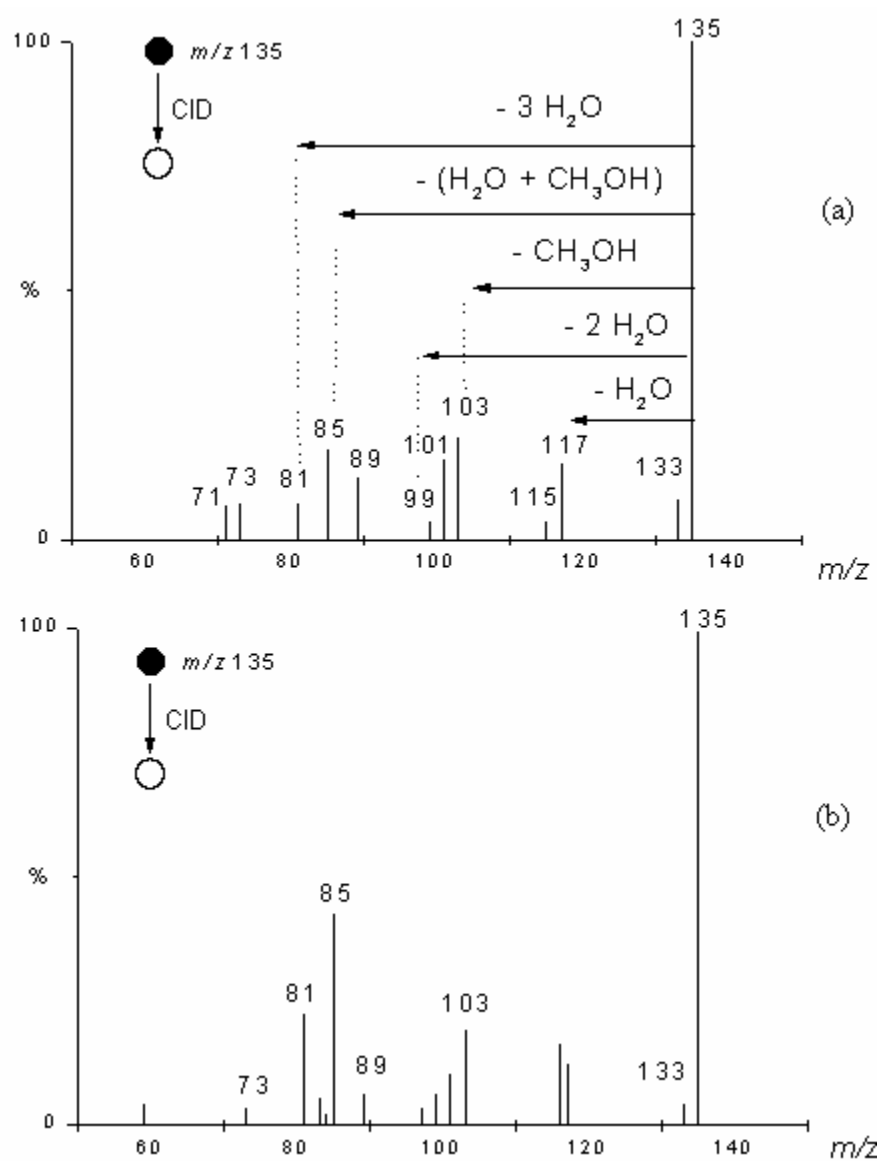 135
100
m/z 135
CID
- 3 H₂O
- (H₂O + CH₃OH)
(a)
- CH₃OH
%
- 2 H₂O
- H₂O
103
85
101
117
73
89
133
71
81
99
115
0
60
80
100
120
140
m/z
135
100
m/z 135
CID
(b)
%
85
81
103
89
133
73
0
60
80
100
120
140
m/z